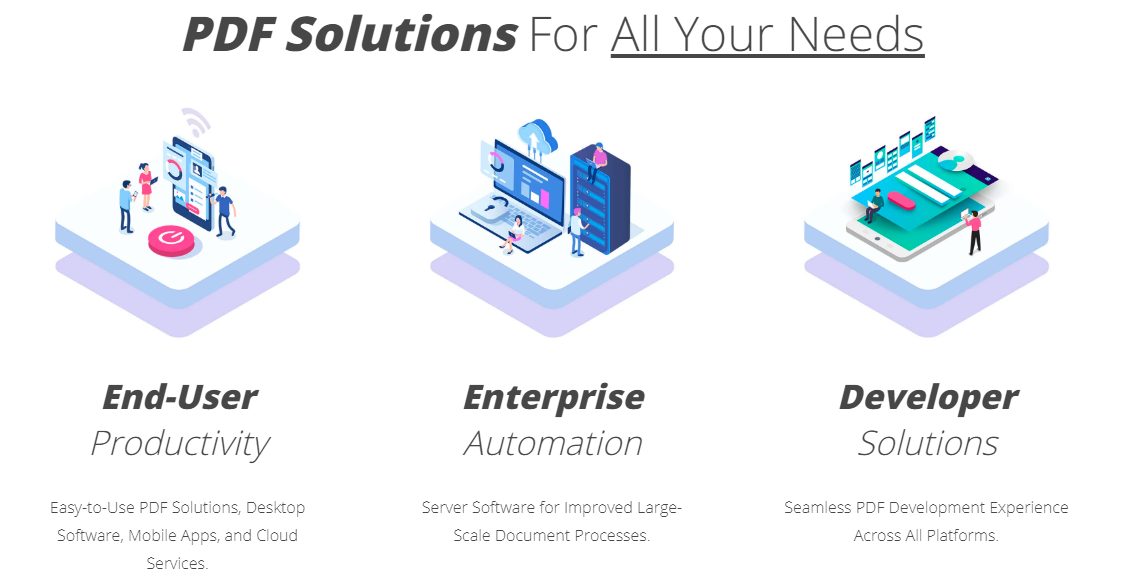 PDF Solutions For All Your Needs
End-User
Productivity
Easy-to-Use PDF Solutions, Desktop
Software, Mobile Apps, and Cloud
Services.
Enterprise
Automation
Server Software for Improved Large-
Scale Document Processes.
Developer
Solutions
Seamless PDF Development Experience
Across All Platforms.